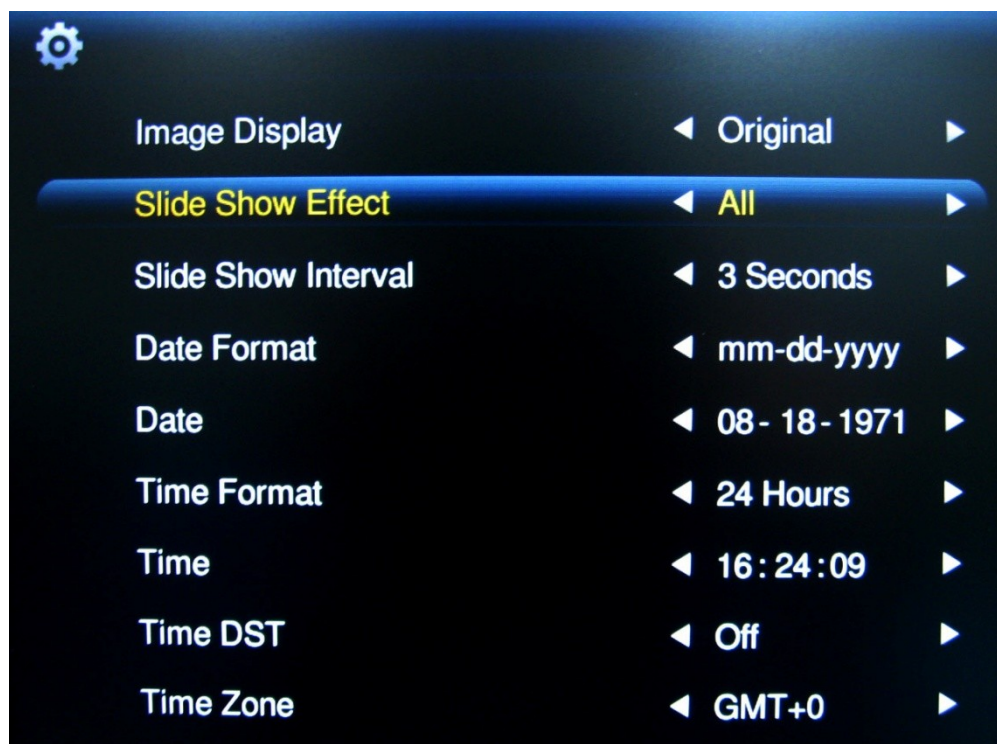 Image Display Original
Slide Show Effect All
Slide Show Interval 3 Seconds
Date Format mm-dd-yyyy
Date 08-18-1971
Time Format 24 Hours
Time 16:24:09
Time DST Off
Time Zone GMT+0